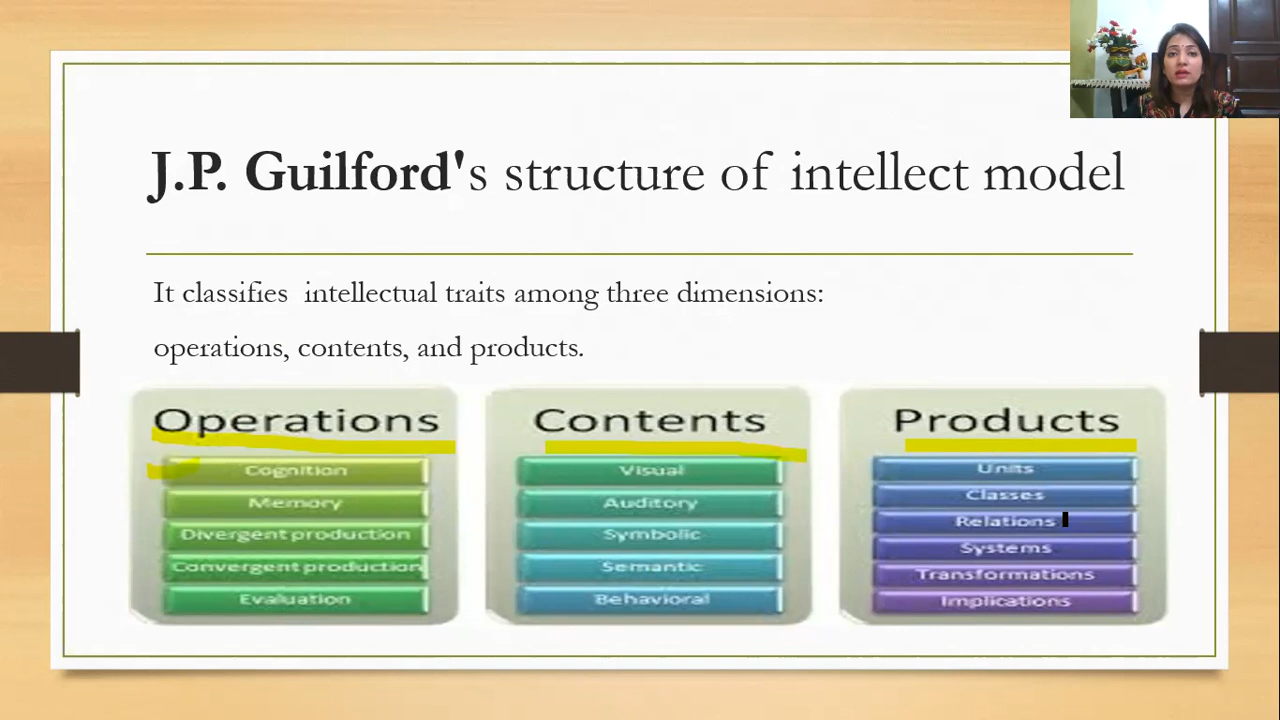 J.P. Guilford's structure of intellect model
It classifies intellectual traits among three dimensions:
operations, contents, and products.
Operations
Cognition
Memory
Divergent production
Convergent production
Evaluation
Contents
Visual
Auditory
Symbolic
Semantic
Behavioral
Products
Units
Classes
Relations
Systems
Transformations
Implications